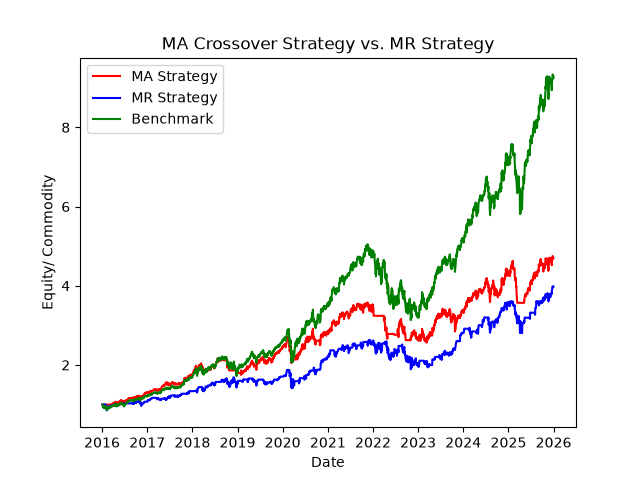 MA Crossover Strategy vs. MR Strategy
MA Strategy
MR Strategy
Benchmark
8
6
4
2
Equity/ Commodity
2016 2017 2018 2019 2020 2021 2022 2023 2024 2025 2026
Date